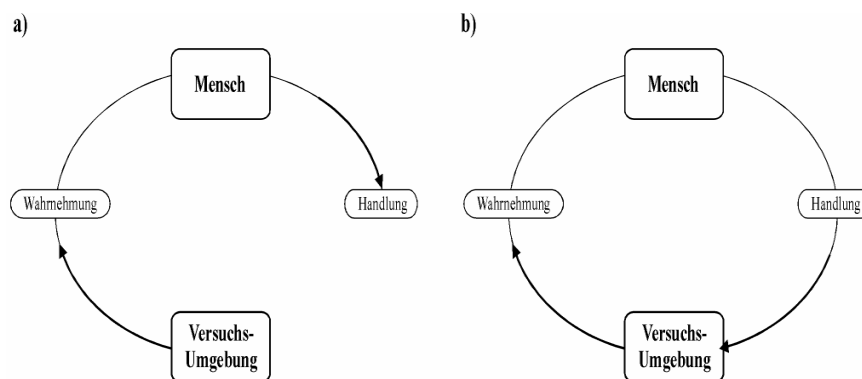 a)
Mensch
Wahrnehmung
Handlung
Versuchs-
Umgebung
b)
Mensch
Wahrnehmung
Handlung
Versuchs-
Umgebung